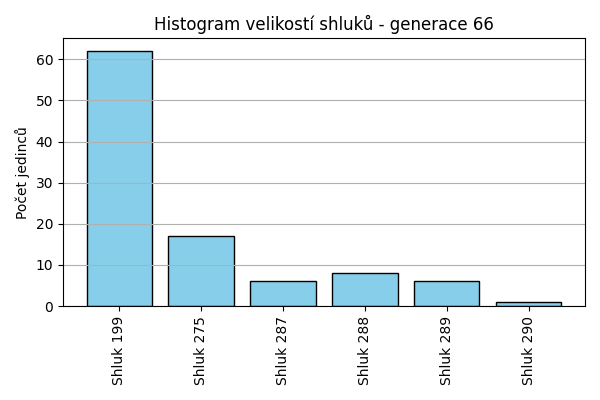 Histogram velikostí shluků - generace 66
Počet jedinců
60
50
40
30
20
10
0
Shluk 199
Shluk 275
Shluk 287
Shluk 288
Shluk 289
Shluk 290